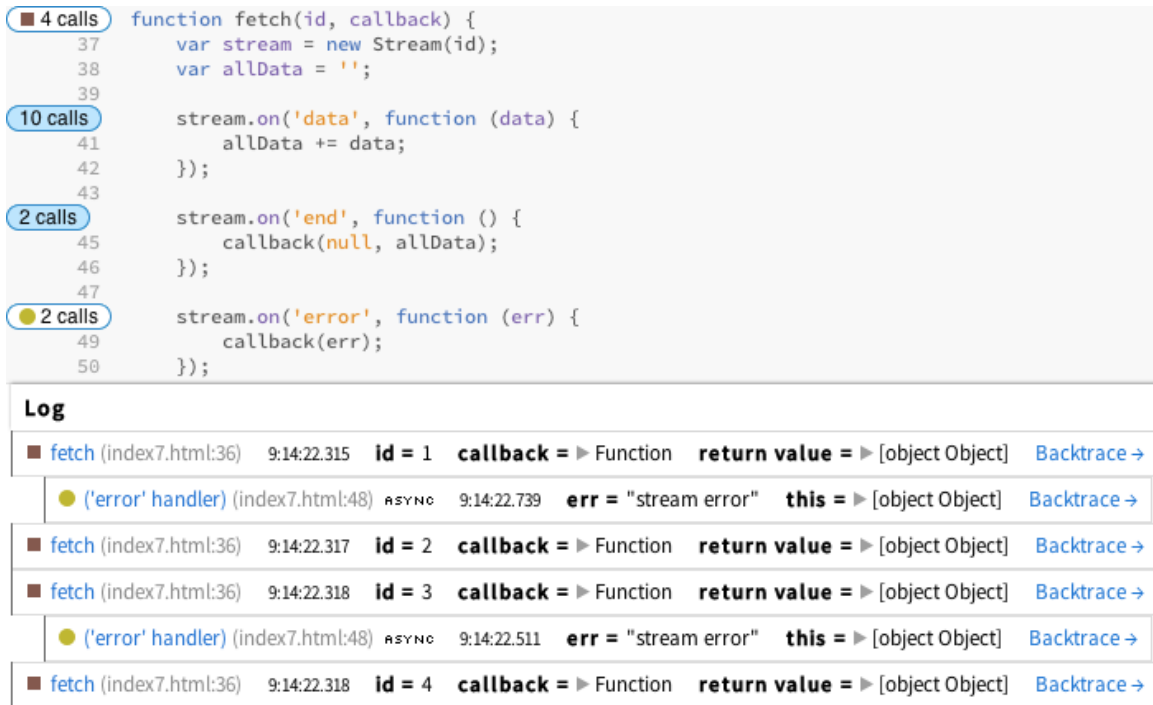 4 calls function fetch(id, callback) {
37 var stream = new Stream(id);
38 var allData = '';
39
10 calls stream.on('data', function (data) {
41 allData += data;
42 });
43
2 calls stream.on('end', function () {
45 callback(null, allData);
46 });
47
2 calls stream.on('error', function (err) {
49 callback(err);
50 });
Log
fetch (index7.html:36) 9:14:22.315 id = 1 callback = ▶ Function return value = ▶ [object Object] Backtrace →
('error' handler) (index7.html:48) ASYNC 9:14:22.739 err = "stream error" this = ▶ [object Object] Backtrace →
fetch (index7.html:36) 9:14:22.317 id = 2 callback = ▶ Function return value = ▶ [object Object] Backtrace →
fetch (index7.html:36) 9:14:22.318 id = 3 callback = ▶ Function return value = ▶ [object Object] Backtrace →
('error' handler) (index7.html:48) ASYNC 9:14:22.511 err = "stream error" this = ▶ [object Object] Backtrace →
fetch (index7.html:36) 9:14:22.318 id = 4 callback = ▶ Function return value = ▶ [object Object] Backtrace →